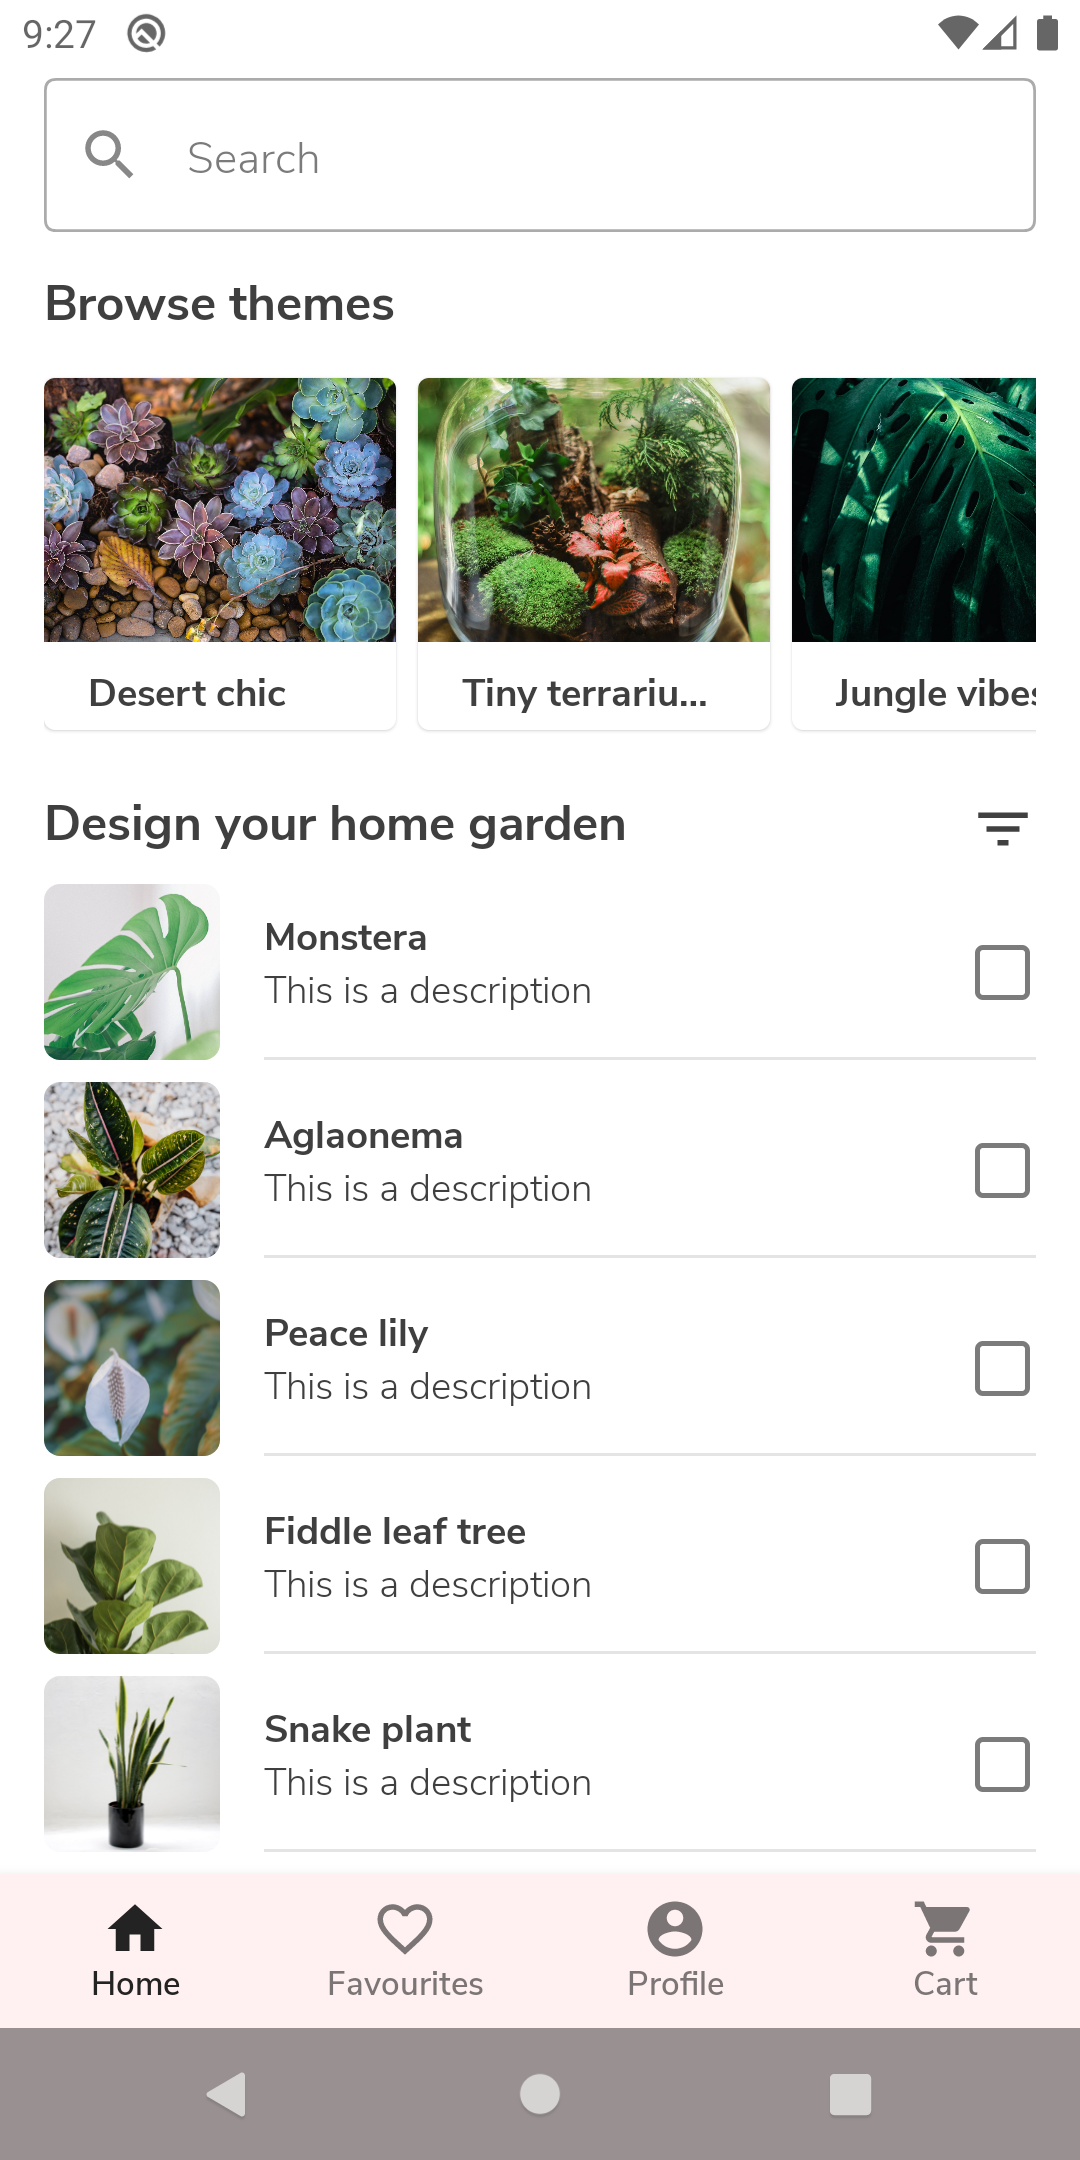 9:27
Search
Browse themes
Desert chic
Tiny terrariu...
Jungle vibes
Design your home garden
Monstera
This is a description
Aglaonema
This is a description
Peace lily
This is a description
Fiddle leaf tree
This is a description
Snake plant
This is a description
Home
Favourites
Profile
Cart